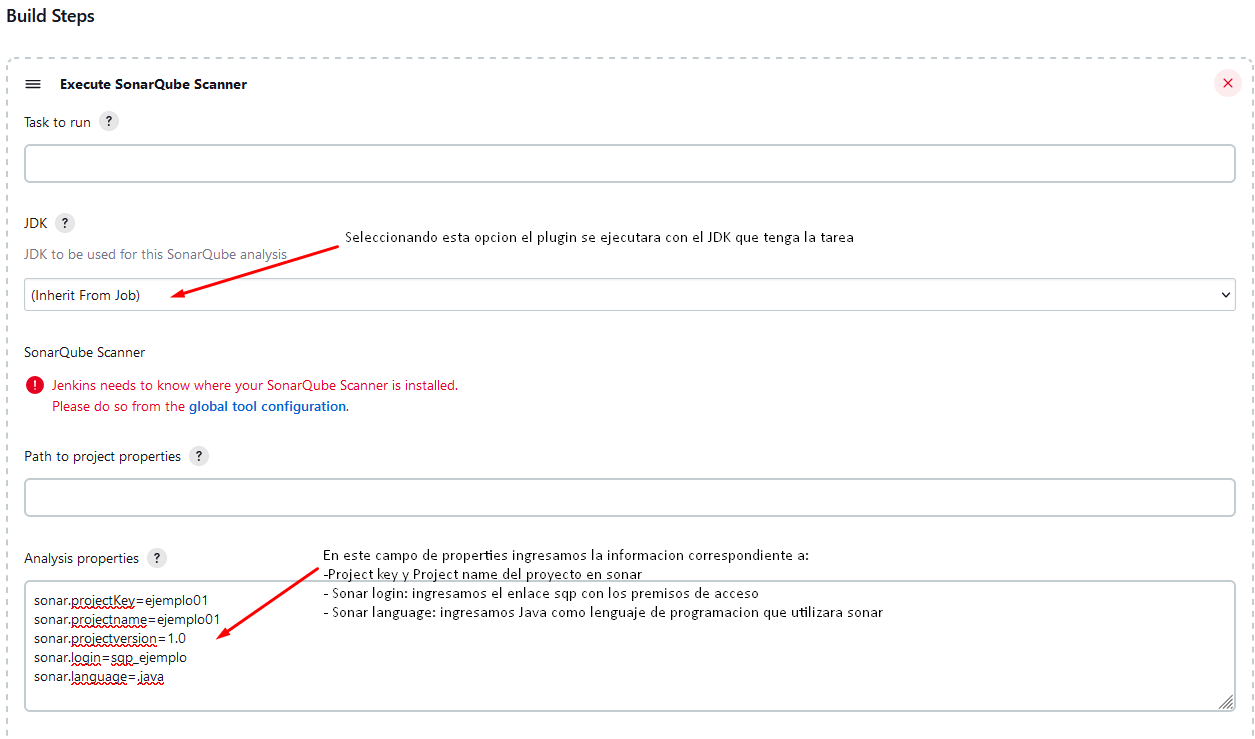 Build Steps
Execute SonarQube Scanner
Task to run ?
JDK ?
Seleccionando esta opcion el plugin se ejecutara con el JDK que tenga la tarea
JDK to be used for this SonarQube analysis
(Inherit From Job)
SonarQube Scanner
Jenkins needs to know where your SonarQube Scanner is installed.
Please do so from the global tool configuration.
Path to project properties ?
Analysis properties ?
En este campo de properties ingresamos la informacion correspondiente a:
-Project key y Project name del proyecto en sonar
- Sonar login: ingresamos el enlace sqp con los premisos de acceso
- Sonar language: ingresamos Java como lenguaje de programacion que utilizara sonar
sonar.projectKey=ejemplo01
sonar.projectname=ejemplo01
sonar.projectversion=1.0
sonar.login=sqp_ejemplo
sonar.language=.java